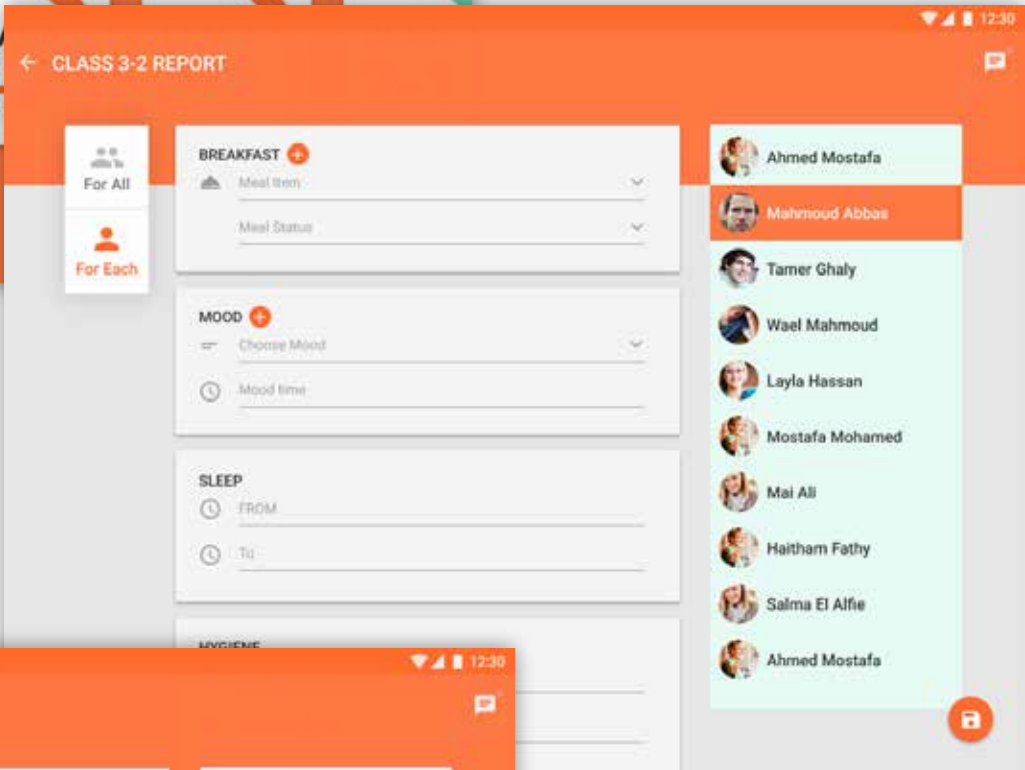 12:30
CLASS 3-2 REPORT
For All
For Each
BREAKFAST
Meal Item
Meal Status
MOOD
Choose Mood
Mood time
SLEEP
FROM
To
HYGIENE
Ahmed Mostafa
Mahmoud Abbas
Tamer Ghaly
Wael Mahmoud
Layla Hassan
Mostafa Mohamed
Mai Ali
Haitham Fathy
Salma El Alfie
Ahmed Mostafa
12:30